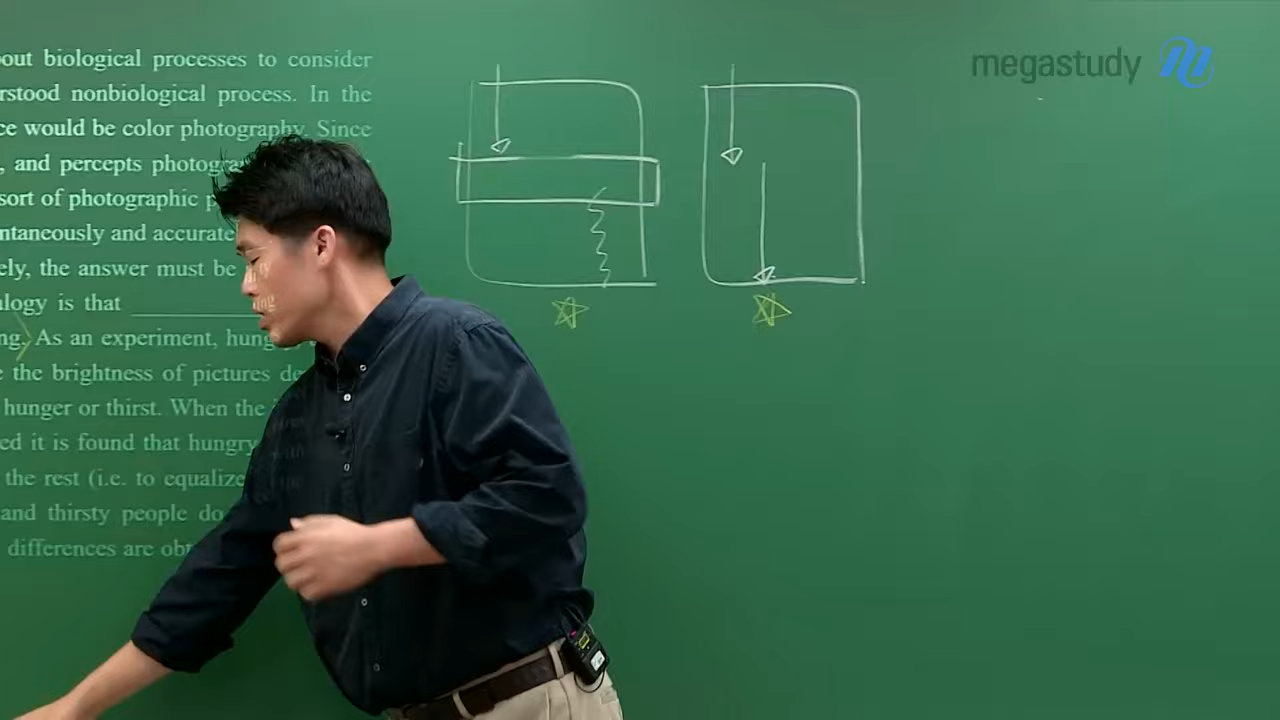 out biological processes to consider
rstood nonbiological process. In the
ce would be color photography. Since
, and percepts photogra
sort of photographic p
ntaneously and accurate
ely, the answer must be
alogy is that ____________
ng. As an experiment, hung
e the brightness of pictures de
hunger or thirst. When the
ed it is found that hungry
the rest (i.e. to equalize
and thirsty people do
differences are ob
megastudy